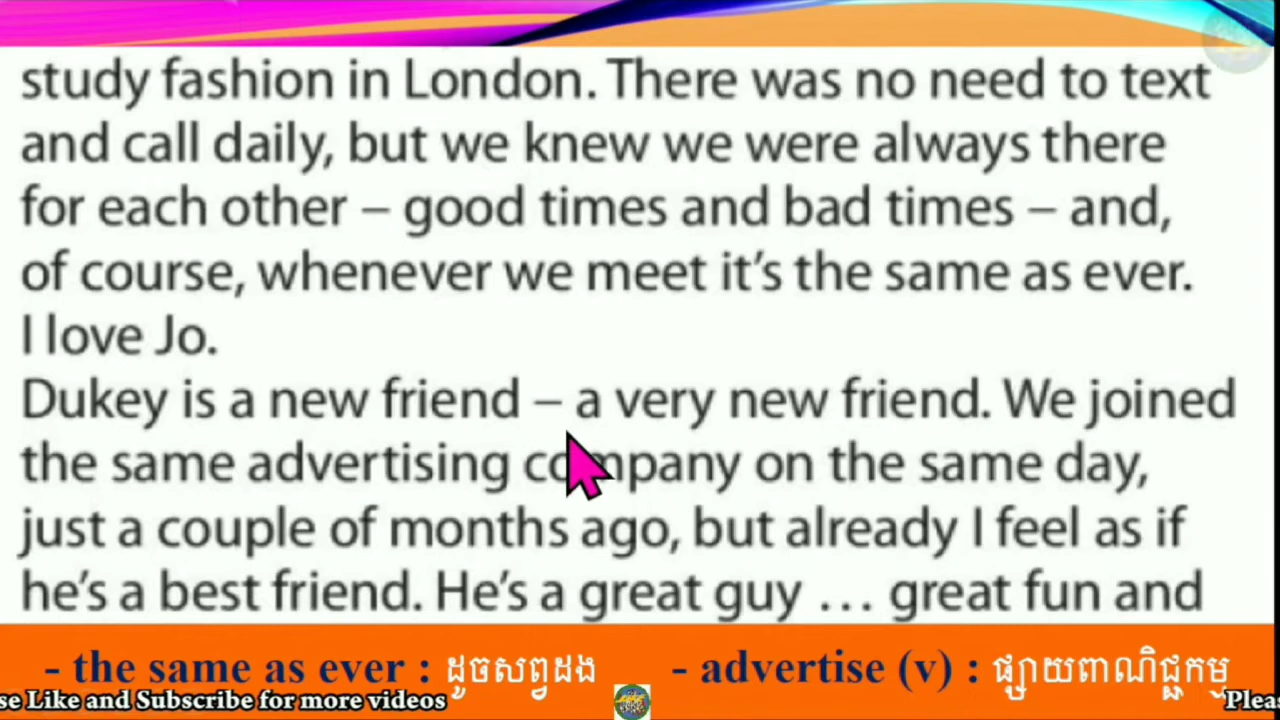 study fashion in London. There was no need to text
and call daily, but we knew we were always there
for each other – good times and bad times – and,
of course, whenever we meet it's the same as ever.
I love Jo.
Dukey is a new friend – a very new friend. We joined
the same advertising company on the same day,
just a couple of months ago, but already I feel as if
he's a best friend. He's a great guy … great fun and
- the same as ever : ដូចសព្វដង - advertise (v) : ផ្សាយពាណិជ្ជកម្ម
se Like and Subscribe for more videos Plea